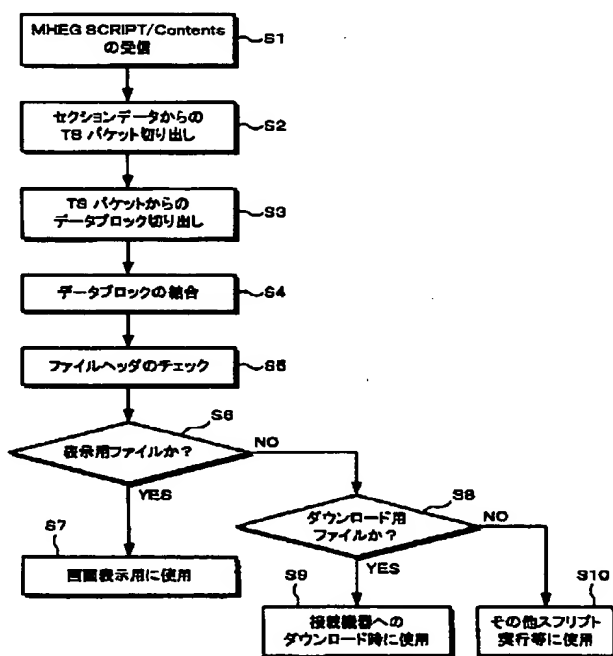 MHEG SCRIPT/Contents
の受信
S1
セクションデータからの
TS パケット切り出し
S2
TS パケットからの
データブロック切り出し
S3
データブロックの結合
S4
ファイルヘッダのチェック
S5
S6
表示用ファイルか?
NO
YES
S7
画面表示用に使用
S8
ダウンロード用
ファイルか?
NO
YES
S9
接続機器への
ダウンロード時に使用
S10
その他スクリプト
実行等に使用